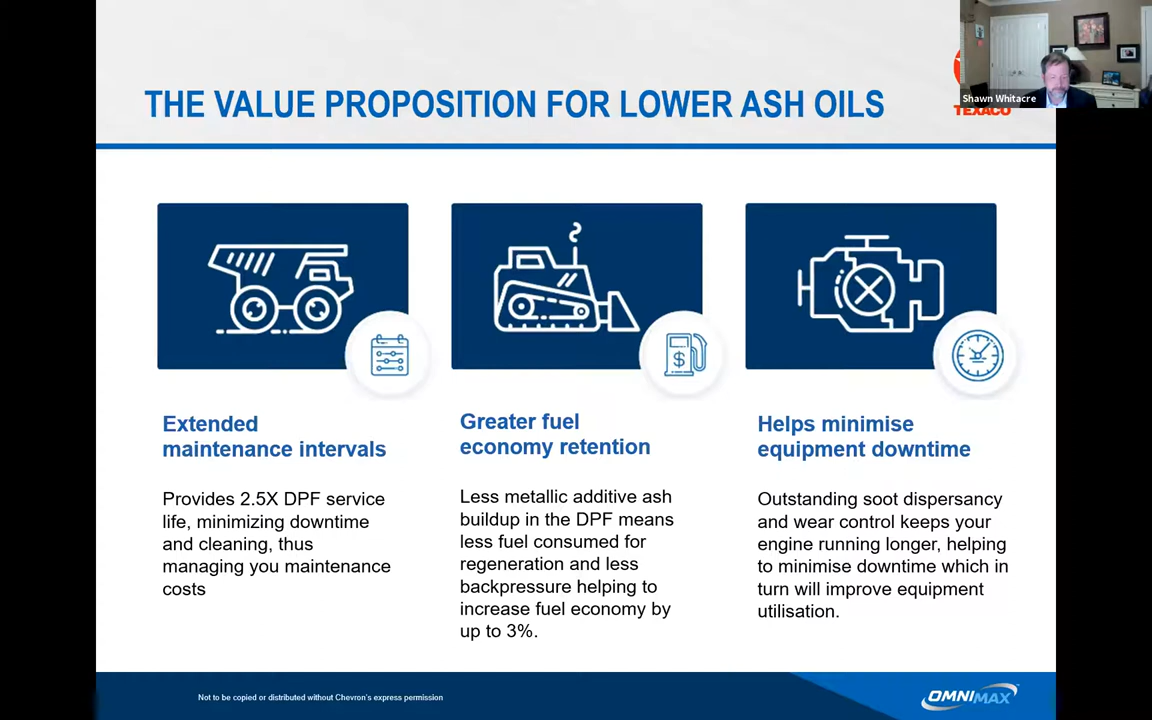 THE VALUE PROPOSITION FOR LOWER ASH OILS
Shawn Whitacre
TEXACO
$
Extended
maintenance intervals
Provides 2.5X DPF service
life, minimizing downtime
and cleaning, thus
managing you maintenance
costs
Greater fuel
economy retention
Less metallic additive ash
buildup in the DPF means
less fuel consumed for
regeneration and less
backpressure helping to
increase fuel economy by
up to 3%.
Helps minimise
equipment downtime
Outstanding soot dispersancy
and wear control keeps your
engine running longer, helping
to minimise downtime which in
turn will improve equipment
utilisation.
Not to be copied or distributed without Chevron's express permission
OMNIMAX